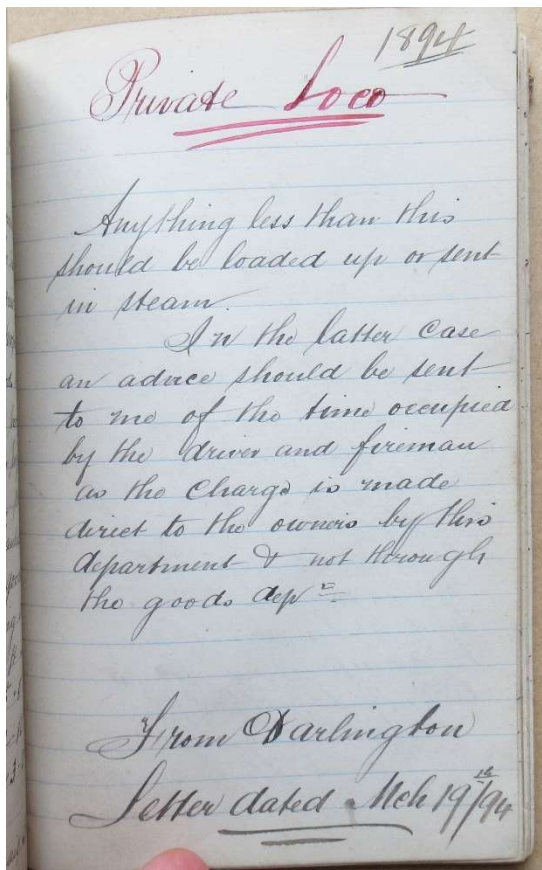 1894
Private Loco
Anything less than this
should be loaded up or sent
in steam.
In the latter case
an advice should be sent
to me of the time occupied
by the driver and fireman
as the charge is made
direct to the owners by this
department & not through
the goods dept
From Darlington
Letter dated Mch 19th/94